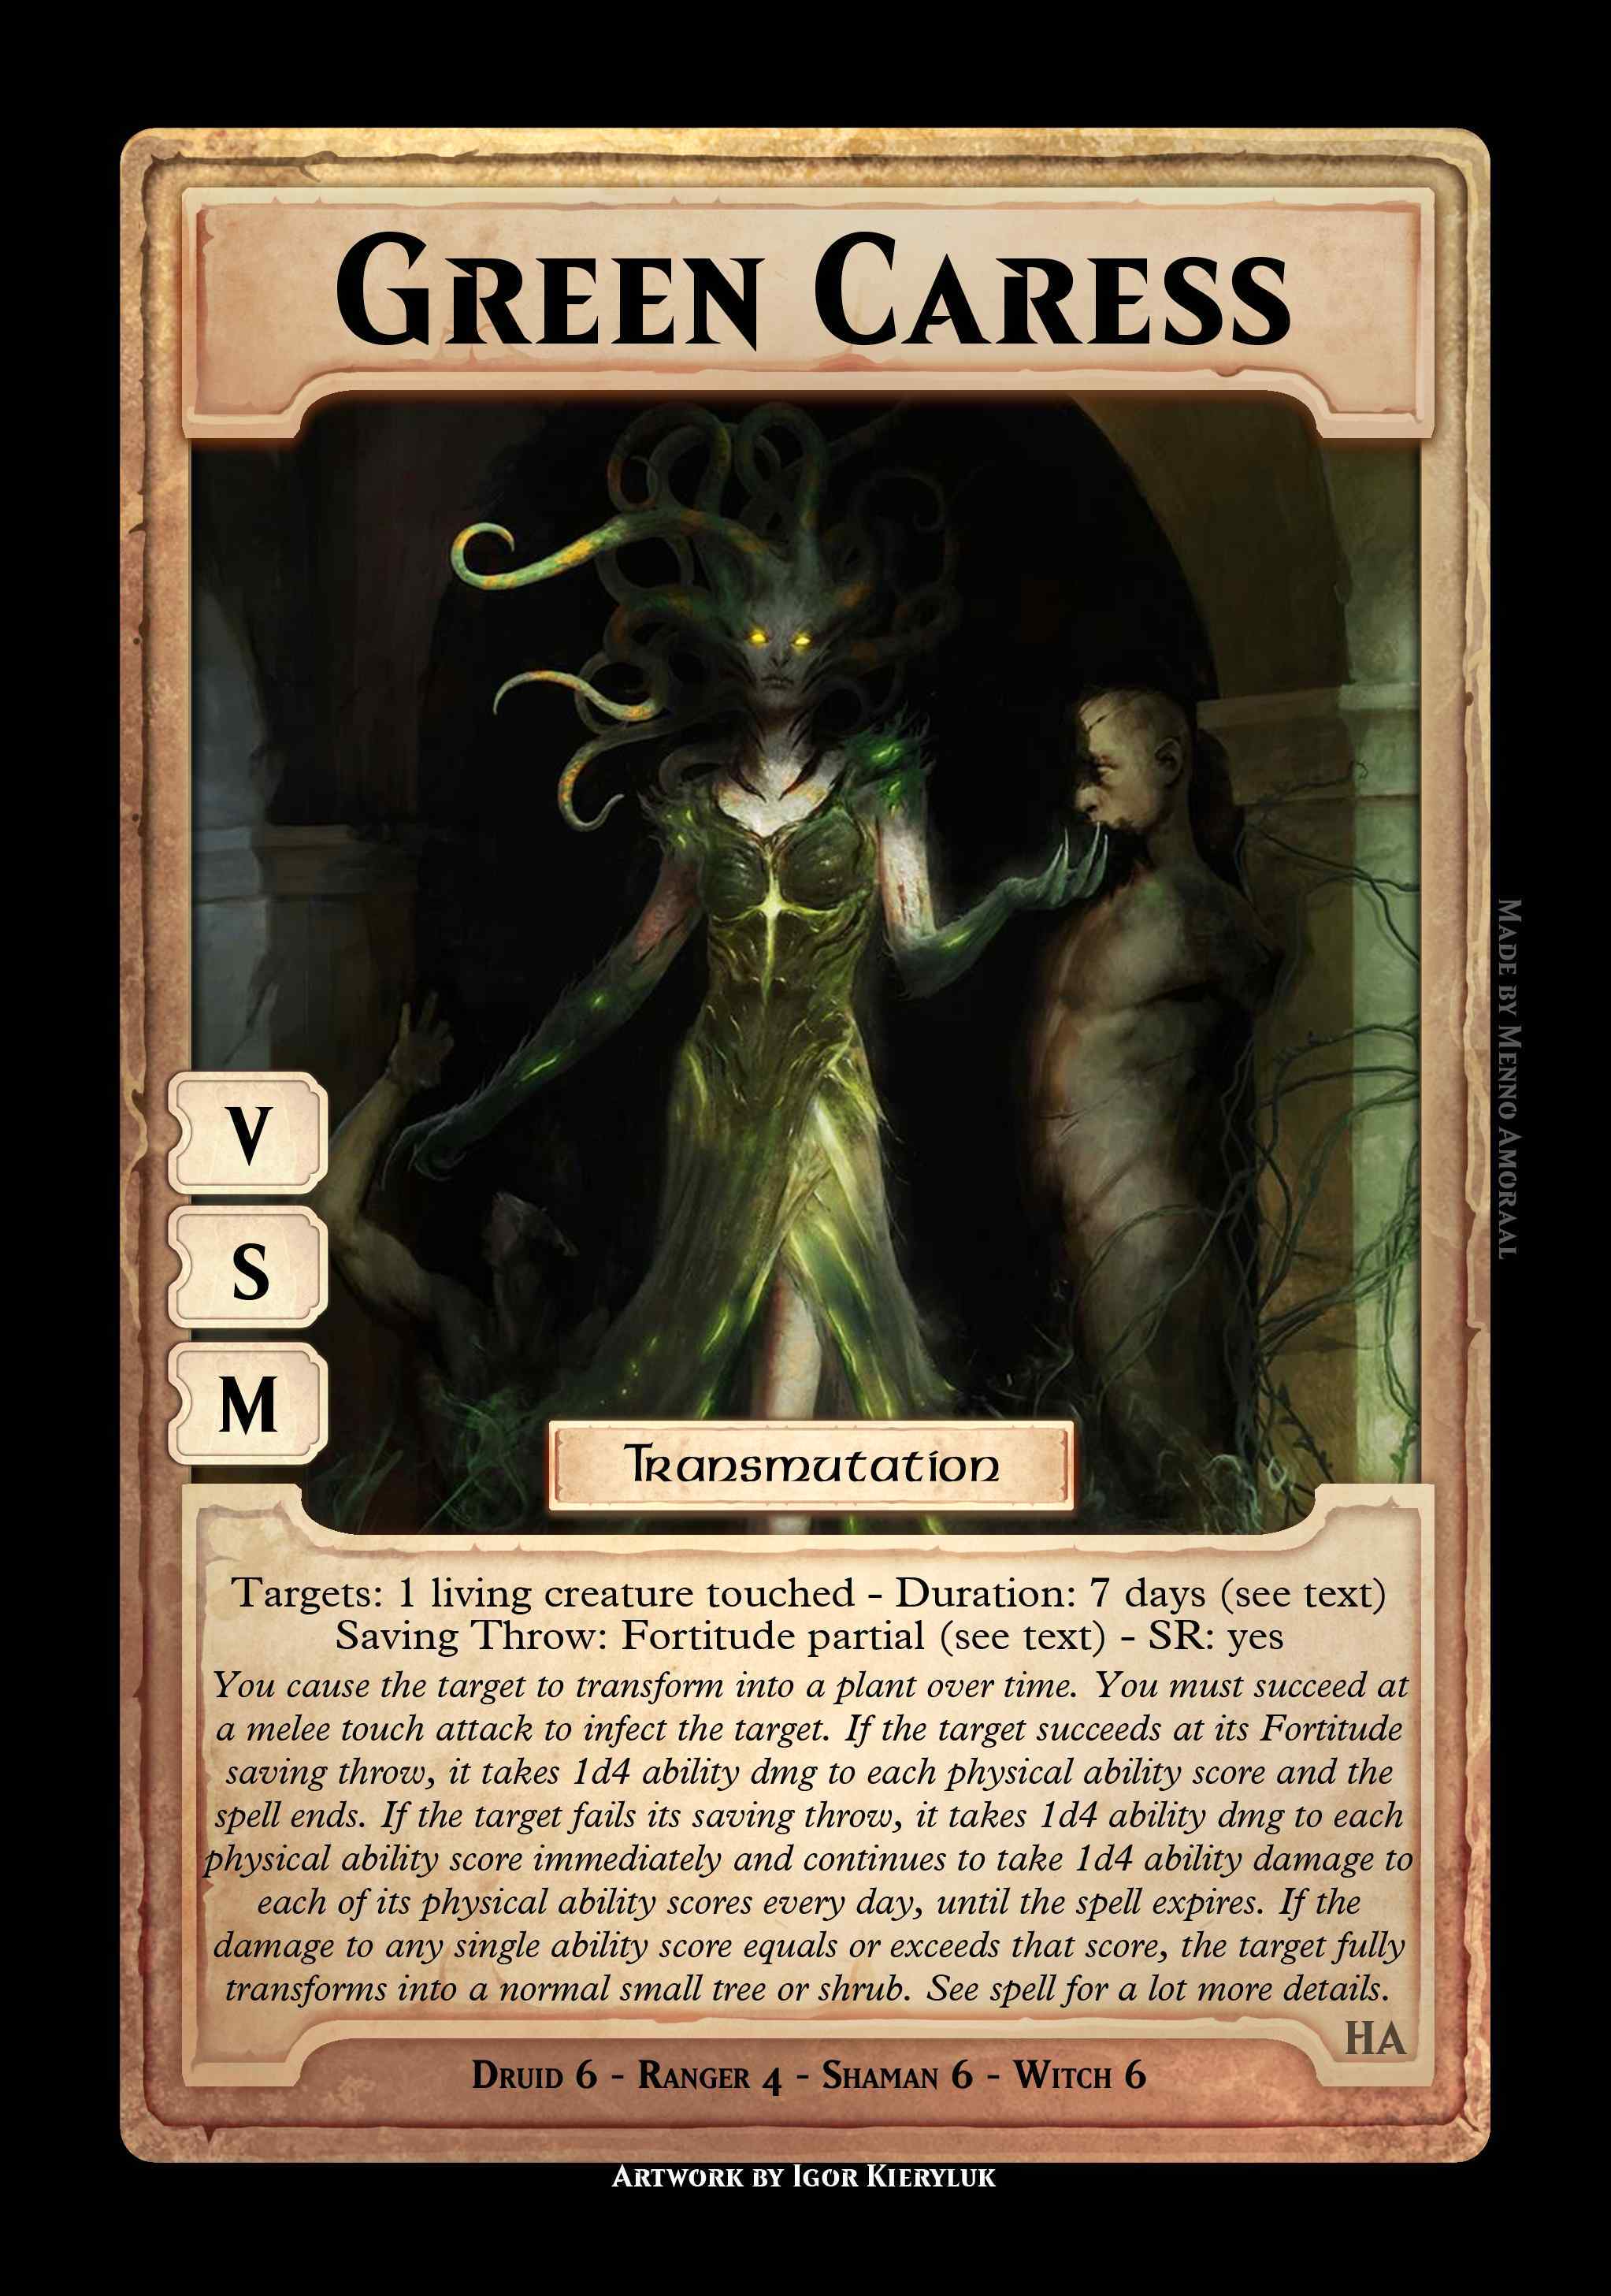 Green Caress
V
S
M
Transmutation
Targets: 1 living creature touched - Duration: 7 days (see text)
Saving Throw: Fortitude partial (see text) - SR: yes
You cause the target to transform into a plant over time. You must succeed at
a melee touch attack to infect the target. If the target succeeds at its Fortitude
saving throw, it takes 1d4 ability dmg to each physical ability score and the
spell ends. If the target fails its saving throw, it takes 1d4 ability dmg to each
physical ability score immediately and continues to take 1d4 ability damage to
each of its physical ability scores every day, until the spell expires. If the
damage to any single ability score equals or exceeds that score, the target fully
transforms into a normal small tree or shrub. See spell for a lot more details.
HA
Druid 6 - Ranger 4 - Shaman 6 - Witch 6
Artwork by Igor Kieryluk
Made by Menno Amoraal